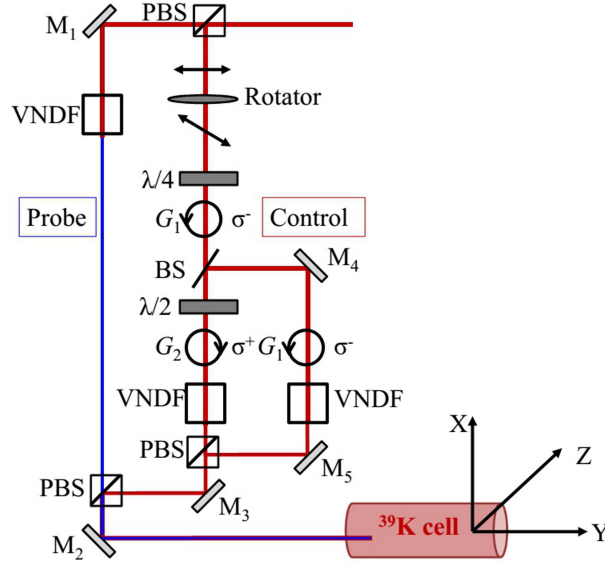 PBS
M₁
VNDF
Rotator
λ/4
Probe
G₁
σ⁻
Control
M₄
BS
λ/2
G₂
σ⁺
G₁
σ⁻
VNDF
VNDF
PBS
M₅
PBS
M₃
M₂
³⁹K cell
X
Z
Y